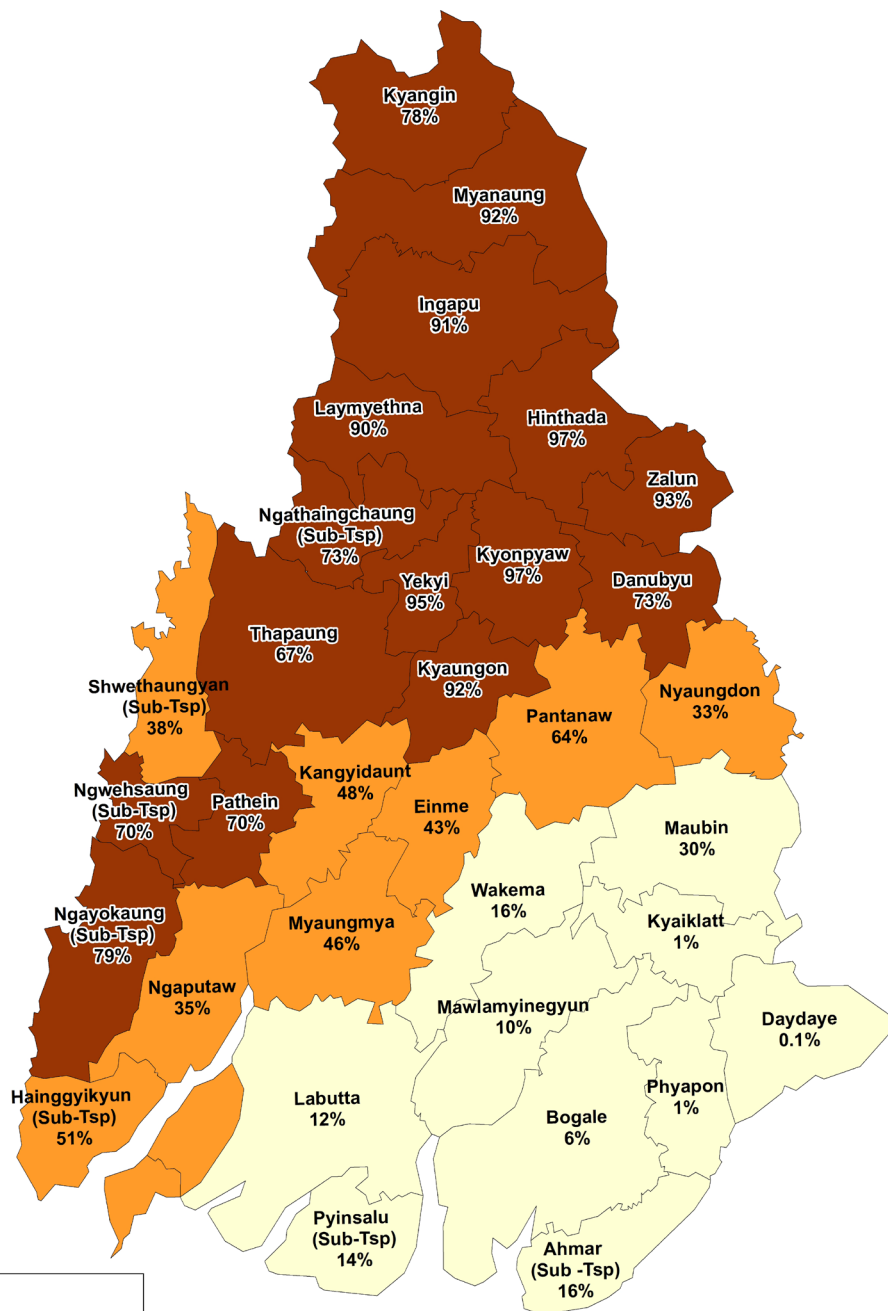 Kyangin
78%
Myanaung
92%
Ingapu
91%
Laymyethna
90%
Hinthada
97%
Zalun
93%
Ngathaingchaung
(Sub-Tsp)
73%
Yekyi
95%
Kyonpyaw
97%
Danubyu
73%
Thapaung
67%
Kyaungon
92%
Shwethaungyan
(Sub-Tsp)
38%
Pantanaw
64%
Nyaungdon
33%
Ngwehsaung
(Sub-Tsp)
70%
Pathein
70%
Kangyidaunt
48%
Einme
43%
Maubin
30%
Wakema
16%
Ngayokaung
(Sub-Tsp)
79%
Myaungmya
46%
Kyaiklatt
1%
Ngaputaw
35%
Mawlamyinegyun
10%
Daydaye
0.1%
Hainggyikyun
(Sub-Tsp)
51%
Labutta
12%
Bogale
6%
Phyapon
1%
Pyinsalu
(Sub-Tsp)
14%
Ahmar
(Sub -Tsp)
16%